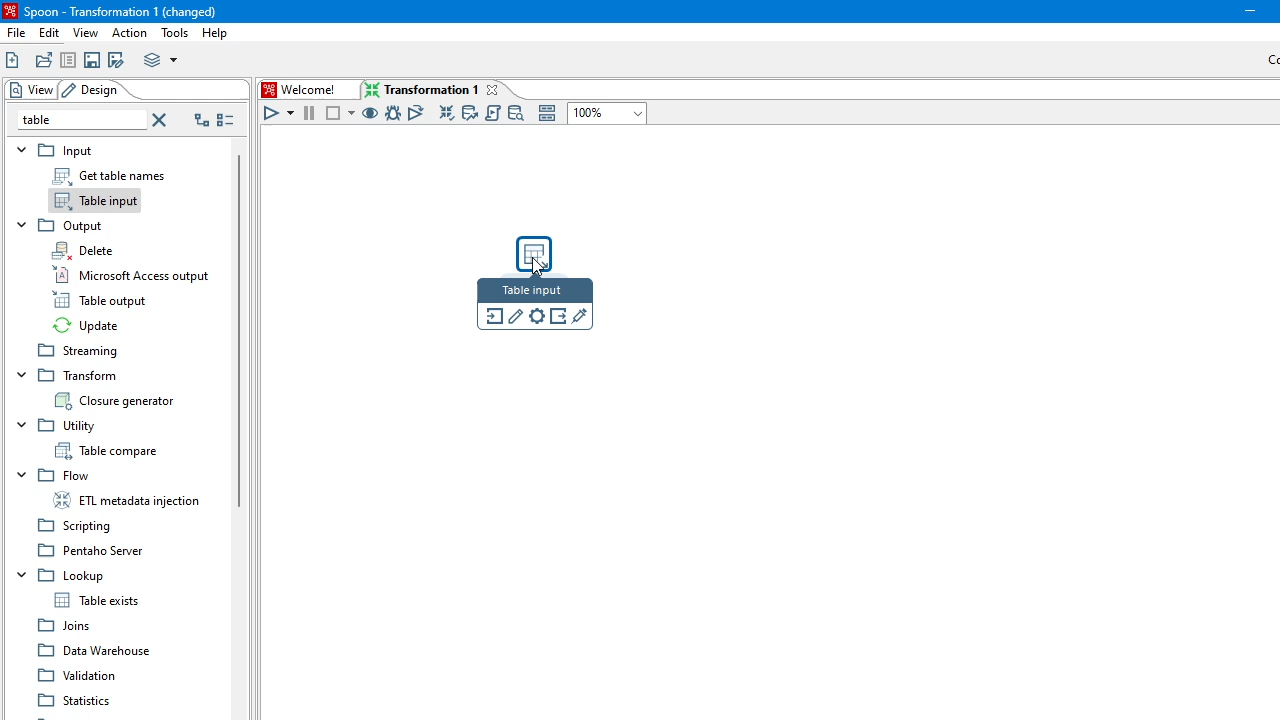 Spoon - Transformation 1 (changed)
File Edit View Action Tools Help
View Design
Welcome! Transformation 1
table
100%
Input
Get table names
Table input
Output
Delete
Microsoft Access output
Table output
Update
Streaming
Transform
Closure generator
Utility
Table compare
Flow
ETL metadata injection
Scripting
Pentaho Server
Lookup
Table exists
Joins
Data Warehouse
Validation
Statistics
Table input